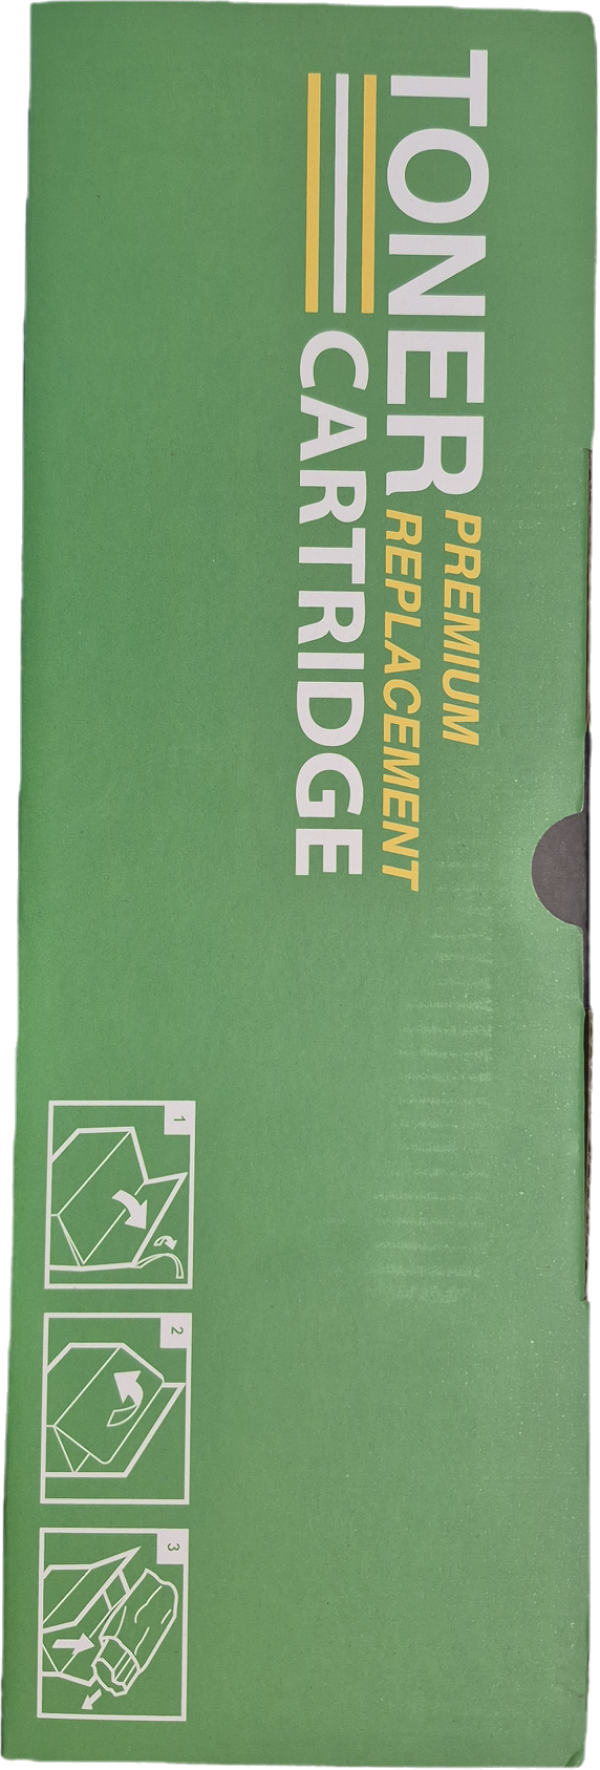 TONER
PREMIUM
REPLACEMENT
CARTRIDGE
1
2
3